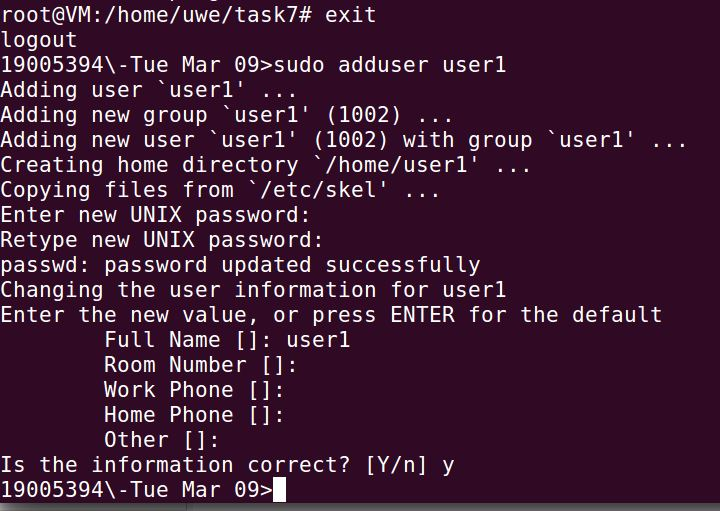 root@VM:/home/uwe/task7# exit
logout
19005394\-Tue Mar 09>sudo adduser user1
Adding user `user1' ...
Adding new group `user1' (1002) ...
Adding new user `user1' (1002) with group `user1' ...
Creating home directory `/home/user1' ...
Copying files from `/etc/skel' ...
Enter new UNIX password:
Retype new UNIX password:
passwd: password updated successfully
Changing the user information for user1
Enter the new value, or press ENTER for the default
Full Name []: user1
Room Number []:
Work Phone []:
Home Phone []:
Other []:
Is the information correct? [Y/n] y
19005394\-Tue Mar 09>